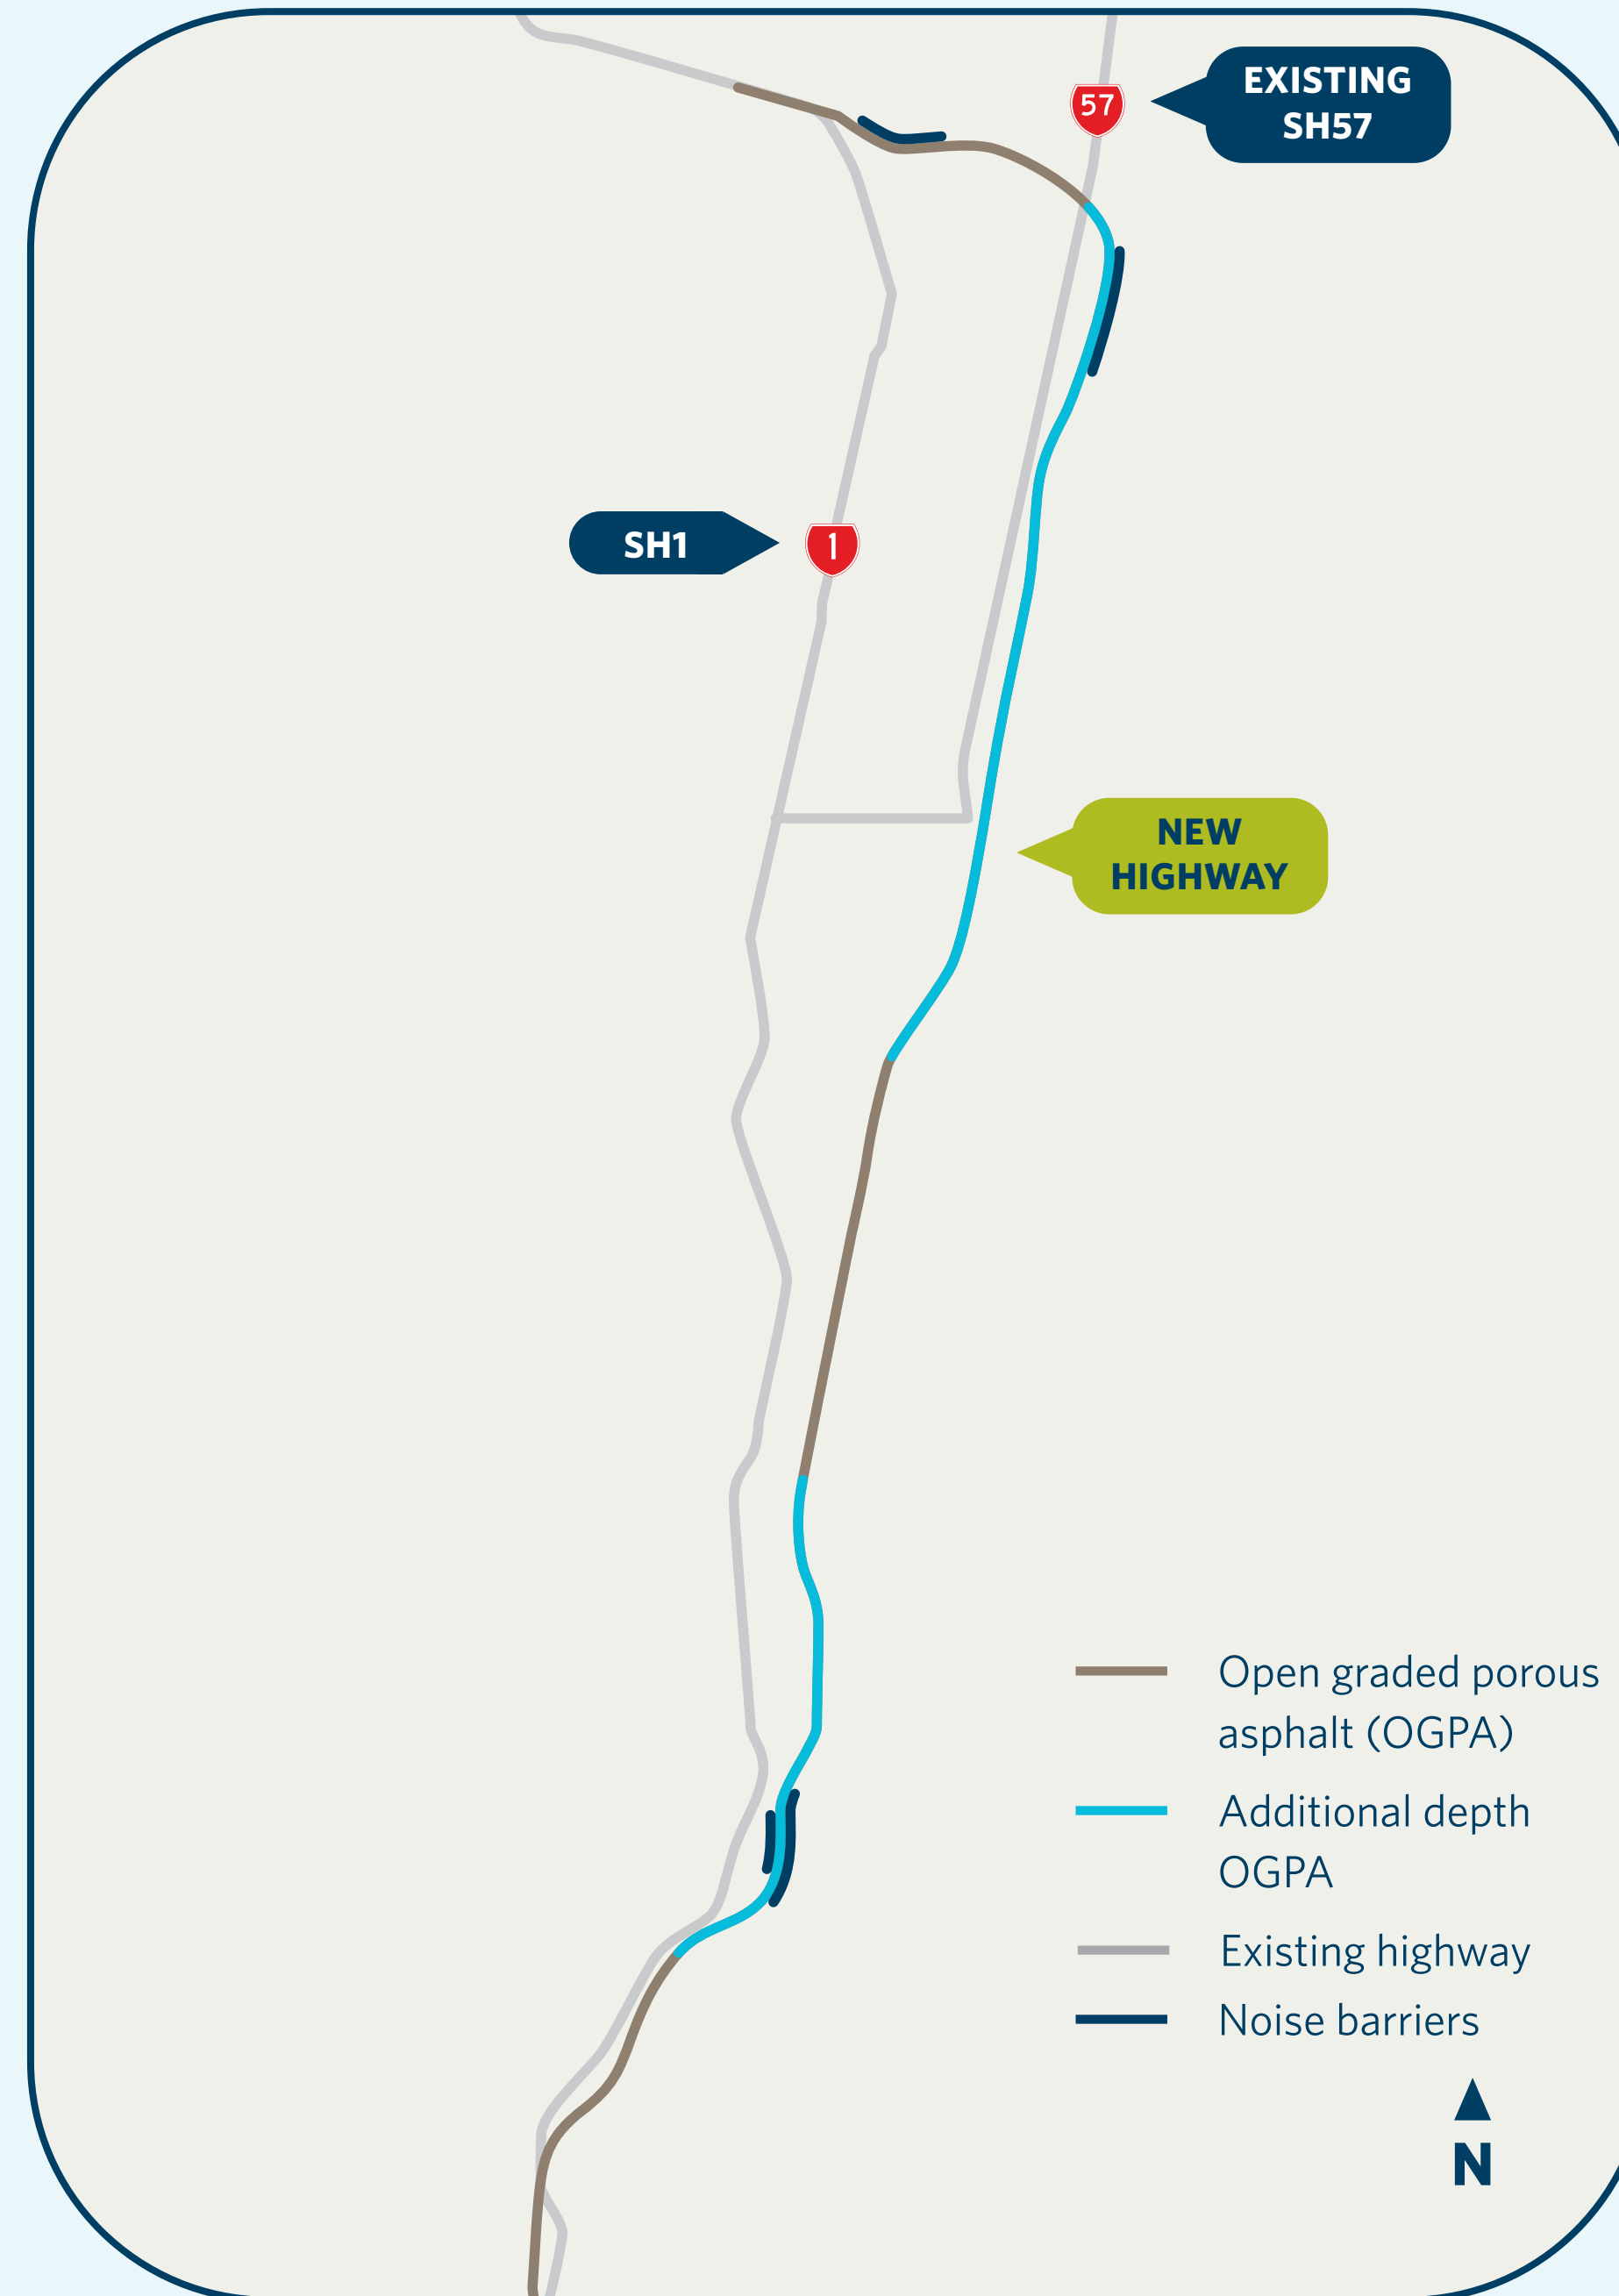 EXISTING
SH57
57
SH1
1
NEW
HIGHWAY
Open graded porous
asphalt (OGPA)
Additional depth
OGPA
Existing highway
Noise barriers
N